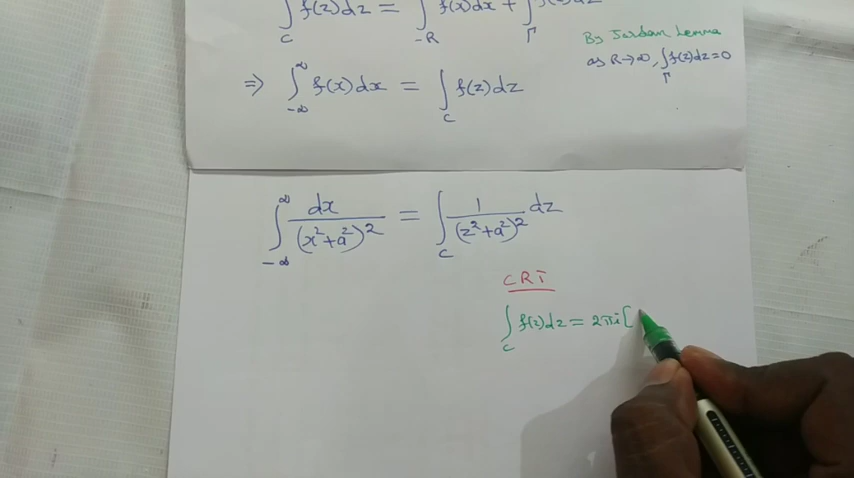 ∫_C f(z)dz = ∫_{-R} f(x)dx + ∫_Γ
By Jordan Lemma
as R→∞, ∫_Γ f(z)dz=0
⇒ ∫_{-∞}^{∞} f(x)dx = ∫_C f(z)dz
∫_{-∞}^{∞} dx/(x²+a²)² = ∫_C 1/(z²+a²)² dz
CRT
∫_C f(z)dz = 2πi[